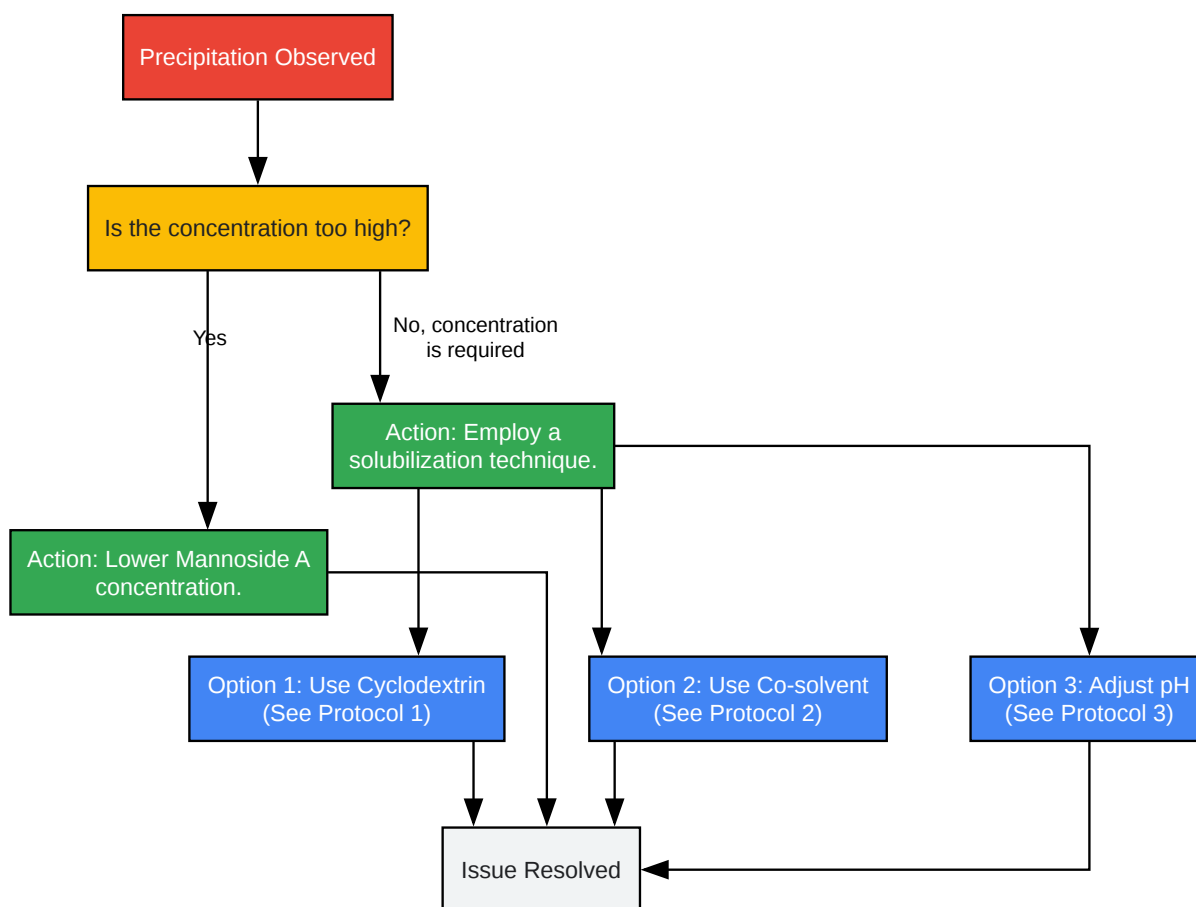 Precipitation Observed
Is the concentration too high?
Yes
No, concentration
is required
Action: Employ a
solubilization technique.
Action: Lower Mannoside A
concentration.
Option 1: Use Cyclodextrin
(See Protocol 1)
Option 2: Use Co-solvent
(See Protocol 2)
Option 3: Adjust pH
(See Protocol 3)
Issue Resolved